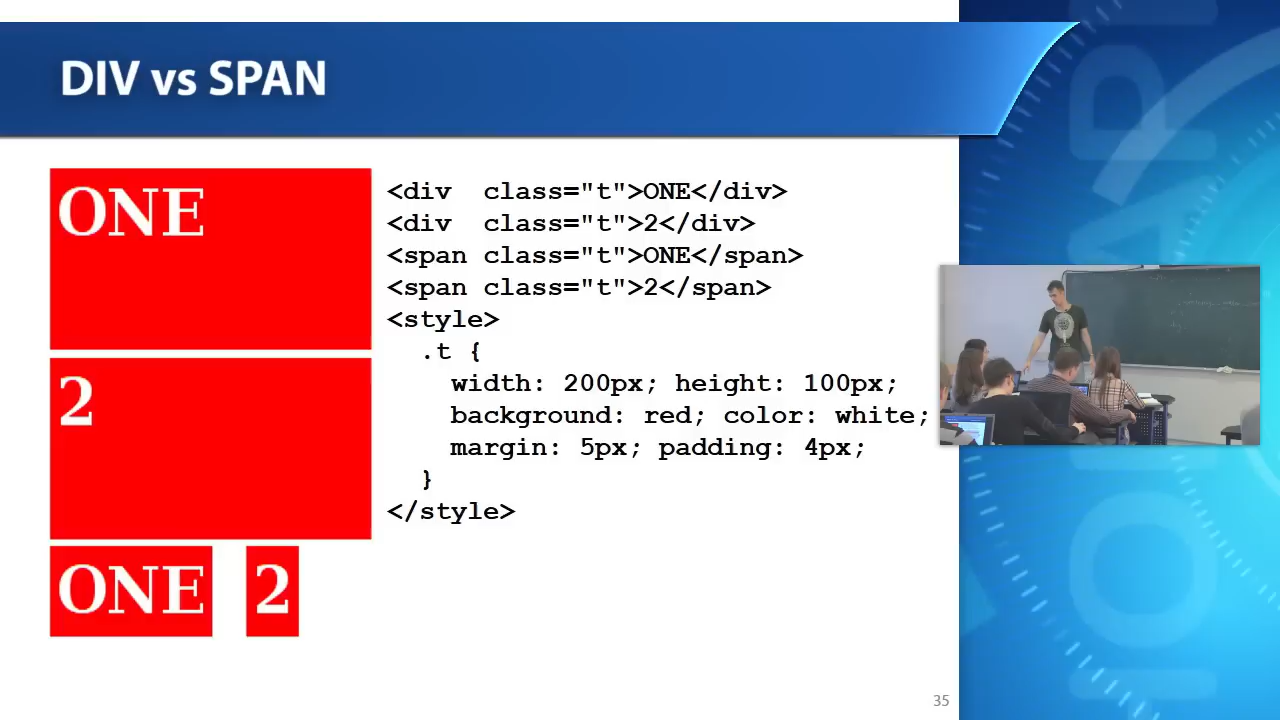 DIV vs SPAN
ONE
2
ONE 2
<div  class="t">ONE</div>
<div  class="t">2</div>
<span class="t">ONE</span>
<span class="t">2</span>
<style>
.t {
width: 200px; height: 100px;
background: red; color: white;
margin: 5px; padding: 4px;
}
</style>
35